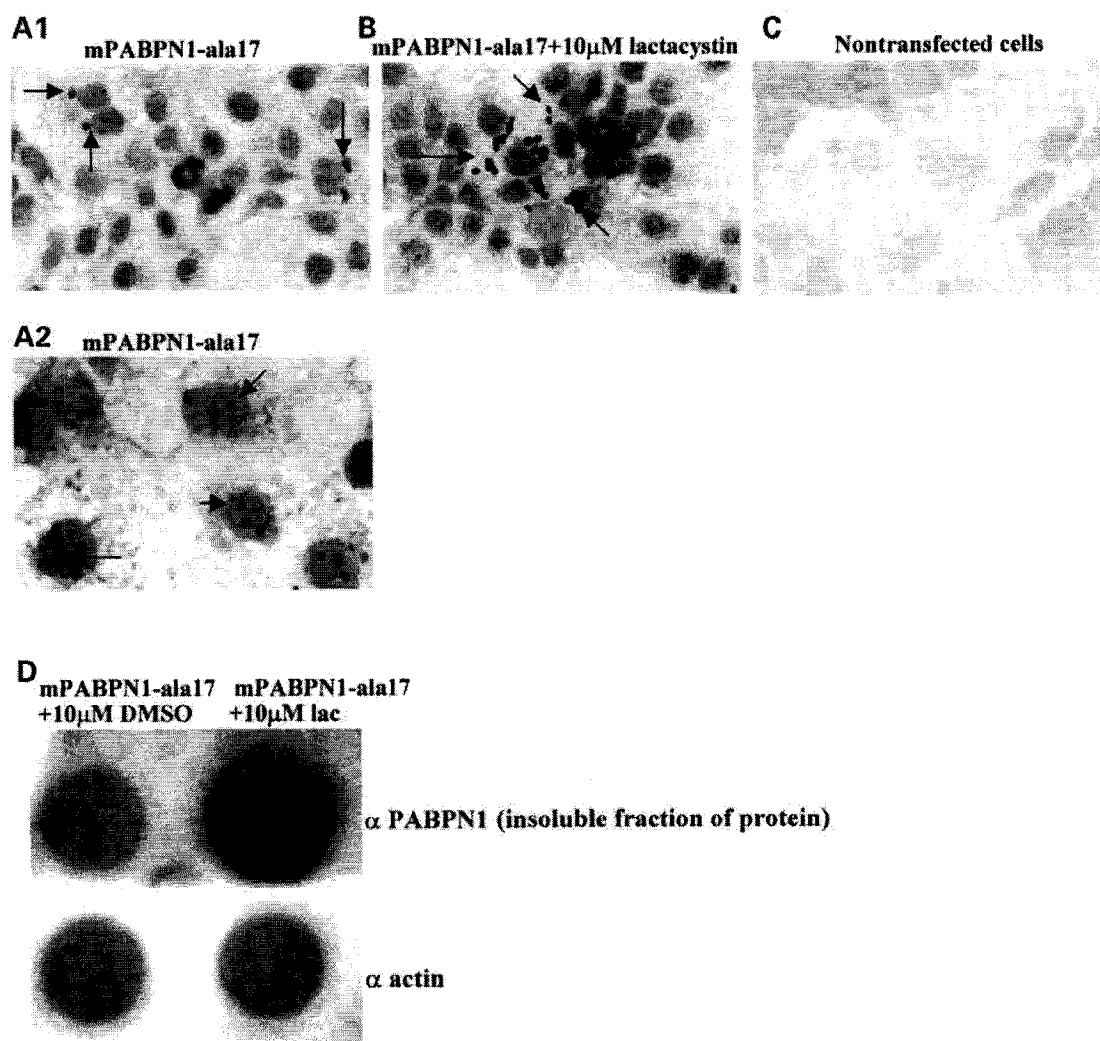 A1
mPABPN1-ala17
B
mPABPN1-ala17+10μM lactacystin
C
Nontransfected cells
A2
mPABPN1-ala17
D
mPABPN1-ala17 mPABPN1-ala17
+10μM DMSO +10μM lac
α PABPN1 (insoluble fraction of protein)
α actin